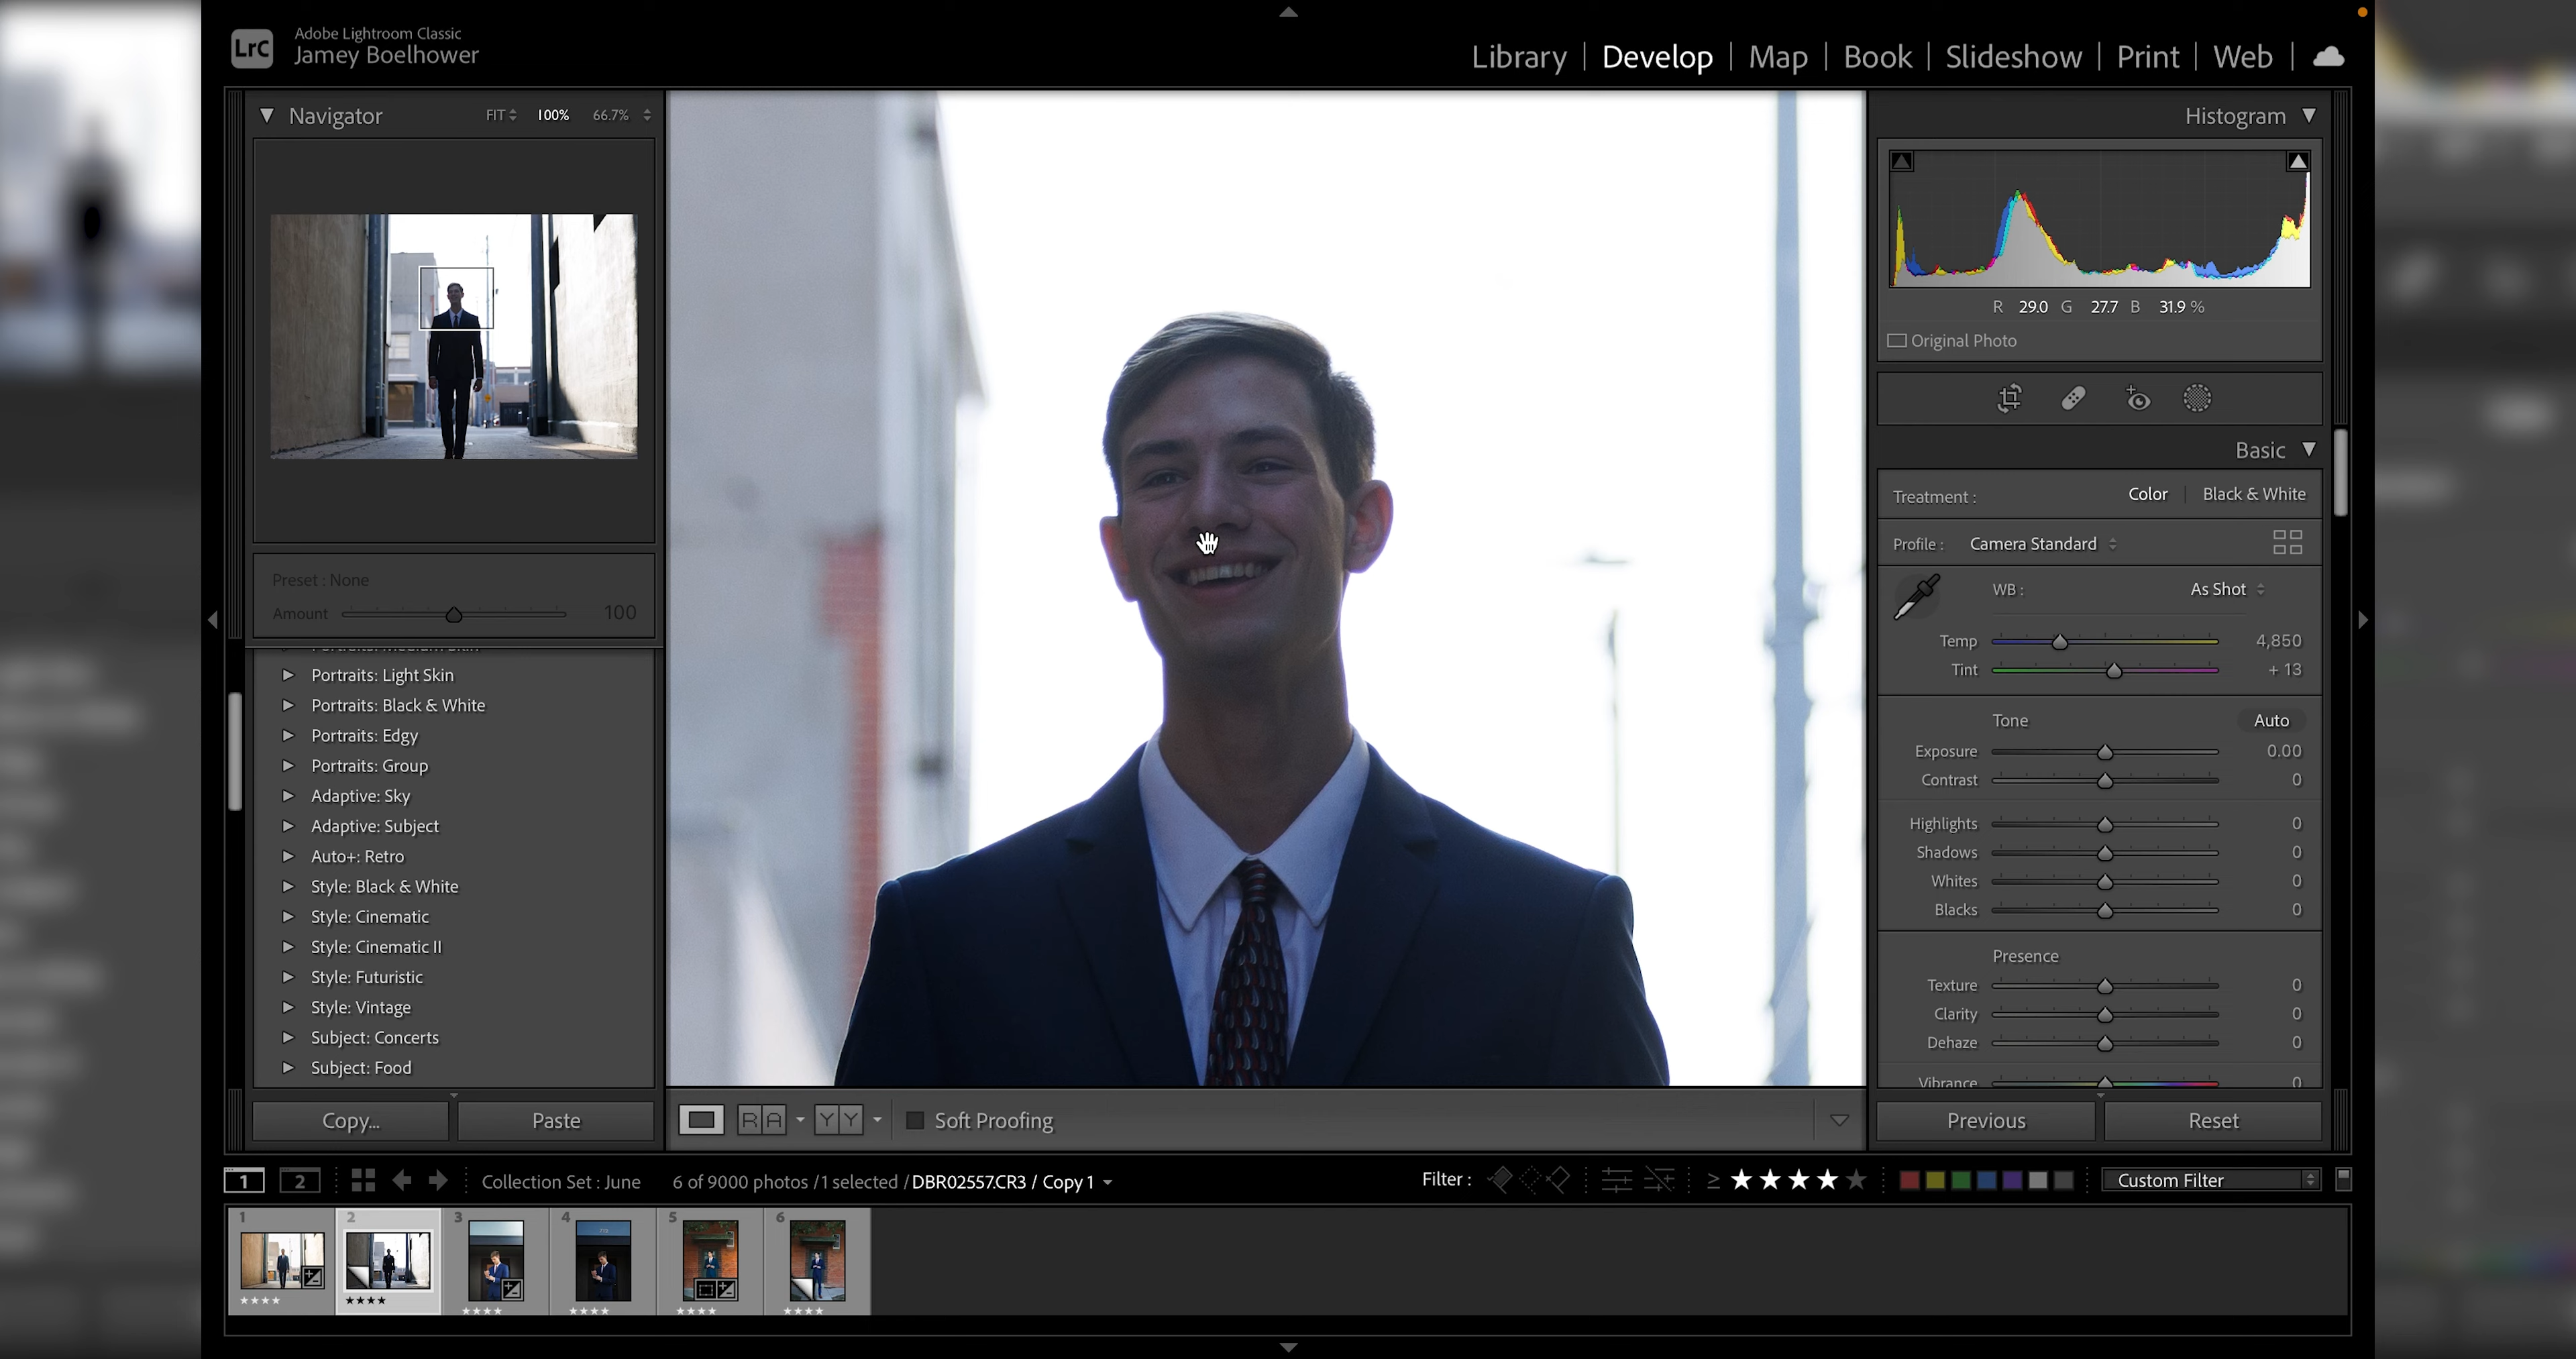 LrC
Adobe Lightroom Classic
Jamey Boelhower
Library | Develop | Map | Book | Slideshow | Print | Web |
Navigator
FIT 100% 66.7%
Preset : None
Amount 100
Portraits: Medium Skin
Portraits: Light Skin
Portraits: Black & White
Portraits: Edgy
Portraits: Group
Adaptive: Sky
Adaptive: Subject
Auto+: Retro
Style: Black & White
Style: Cinematic
Style: Cinematic II
Style: Futuristic
Style: Vintage
Subject: Concerts
Subject: Food
Copy...
Paste
R A
Y Y
Soft Proofing
Histogram
R 29.0 G 27.7 B 31.9 %
Original Photo
Basic
Treatment : Color | Black & White
Profile : Camera Standard
WB : As Shot
Temp 4,850
Tint + 13
Tone Auto
Exposure 0.00
Contrast 0
Highlights 0
Shadows 0
Whites 0
Blacks 0
Presence
Texture 0
Clarity 0
Dehaze 0
Vibrance 0
Previous
Reset
1 2
Collection Set : June
6 of 9000 photos / 1 selected / DBR02557.CR3 / Copy 1
Filter :
≥ ★★★★★
Custom Filter
1 2 3 4 5 6